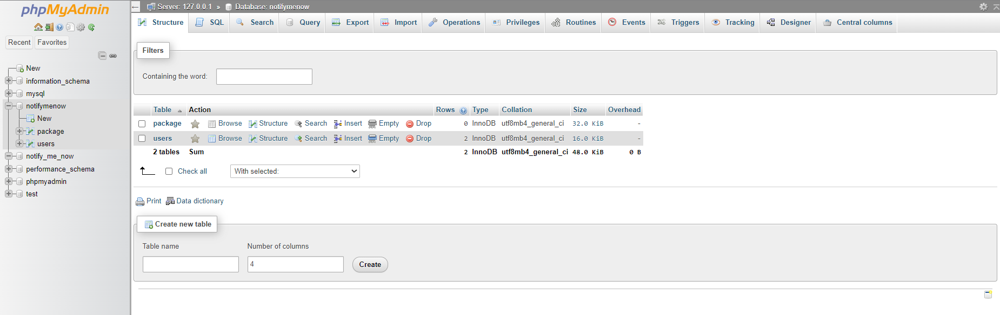 phpMyAdmin
Recent Favorites
New
information_schema
mysql
notifymenow
New
package
users
notify_me_now
performance_schema
phpmyadmin
test
Server: 127.0.0.1 » Database: notifymenow
Structure SQL Search Query Export Import Operations Privileges Routines Events Triggers Tracking Designer Central columns
Filters
Containing the word:
Table Action Rows Type Collation Size Overhead
package Browse Structure Search Insert Empty Drop 0 InnoDB utf8mb4_general_ci 32.0 KiB -
users Browse Structure Search Insert Empty Drop 2 InnoDB utf8mb4_general_ci 16.0 KiB -
2 tables Sum 2 InnoDB utf8mb4_general_ci 48.0 KiB 0 B
Check all With selected:
Print Data dictionary
Create new table
Table name Number of columns
4 Create